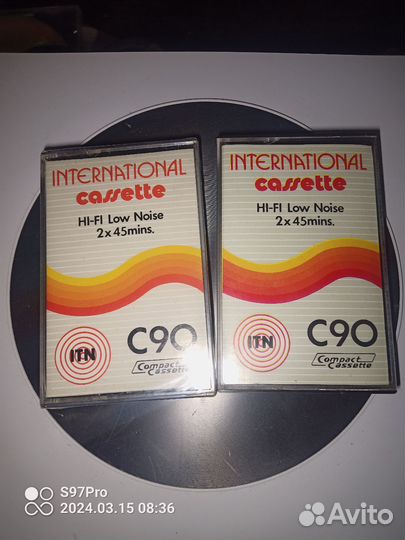 INTERNATIONAL
cassette
HI-FI Low Noise
2x45mins.
ITN
C90
Compact
Cassette
INTERNATIONAL
cassette
HI-FI Low Noise
2x45mins.
ITN
C90
Compact
Cassette
S97Pro
2024.03.15 08:36
Avito